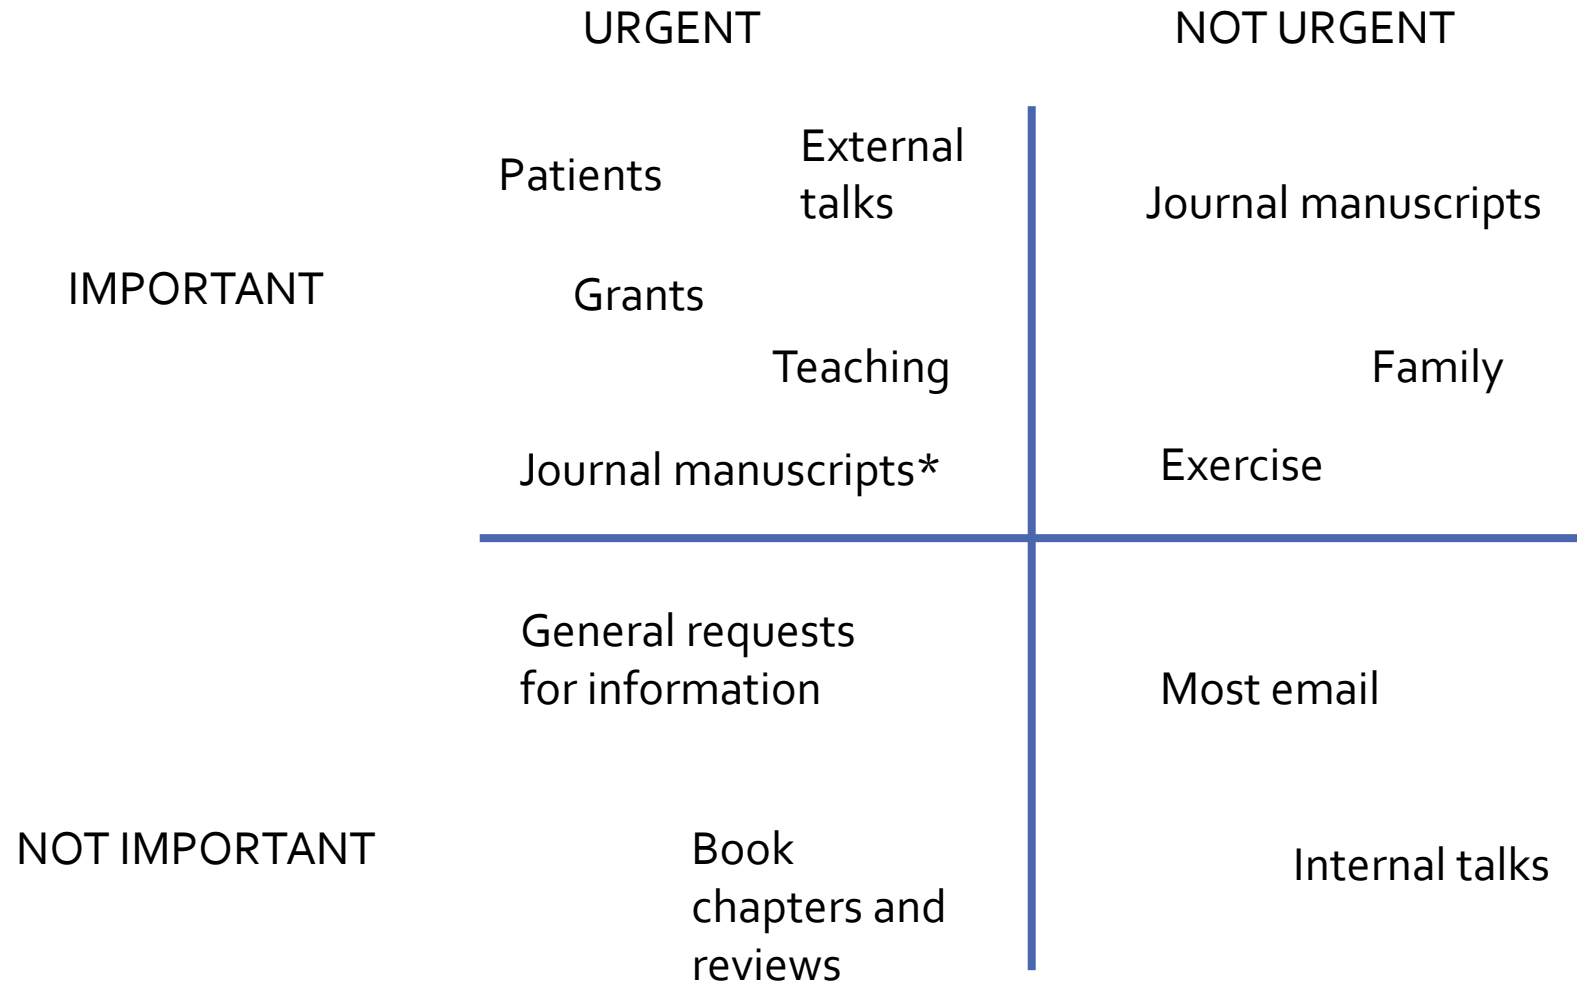 URGENT
NOT URGENT
IMPORTANT
Patients
External
talks
Grants
Teaching
Journal manuscripts*
Journal manuscripts
Family
Exercise
NOT IMPORTANT
General requests
for information
Book
chapters and
reviews
Most email
Internal talks